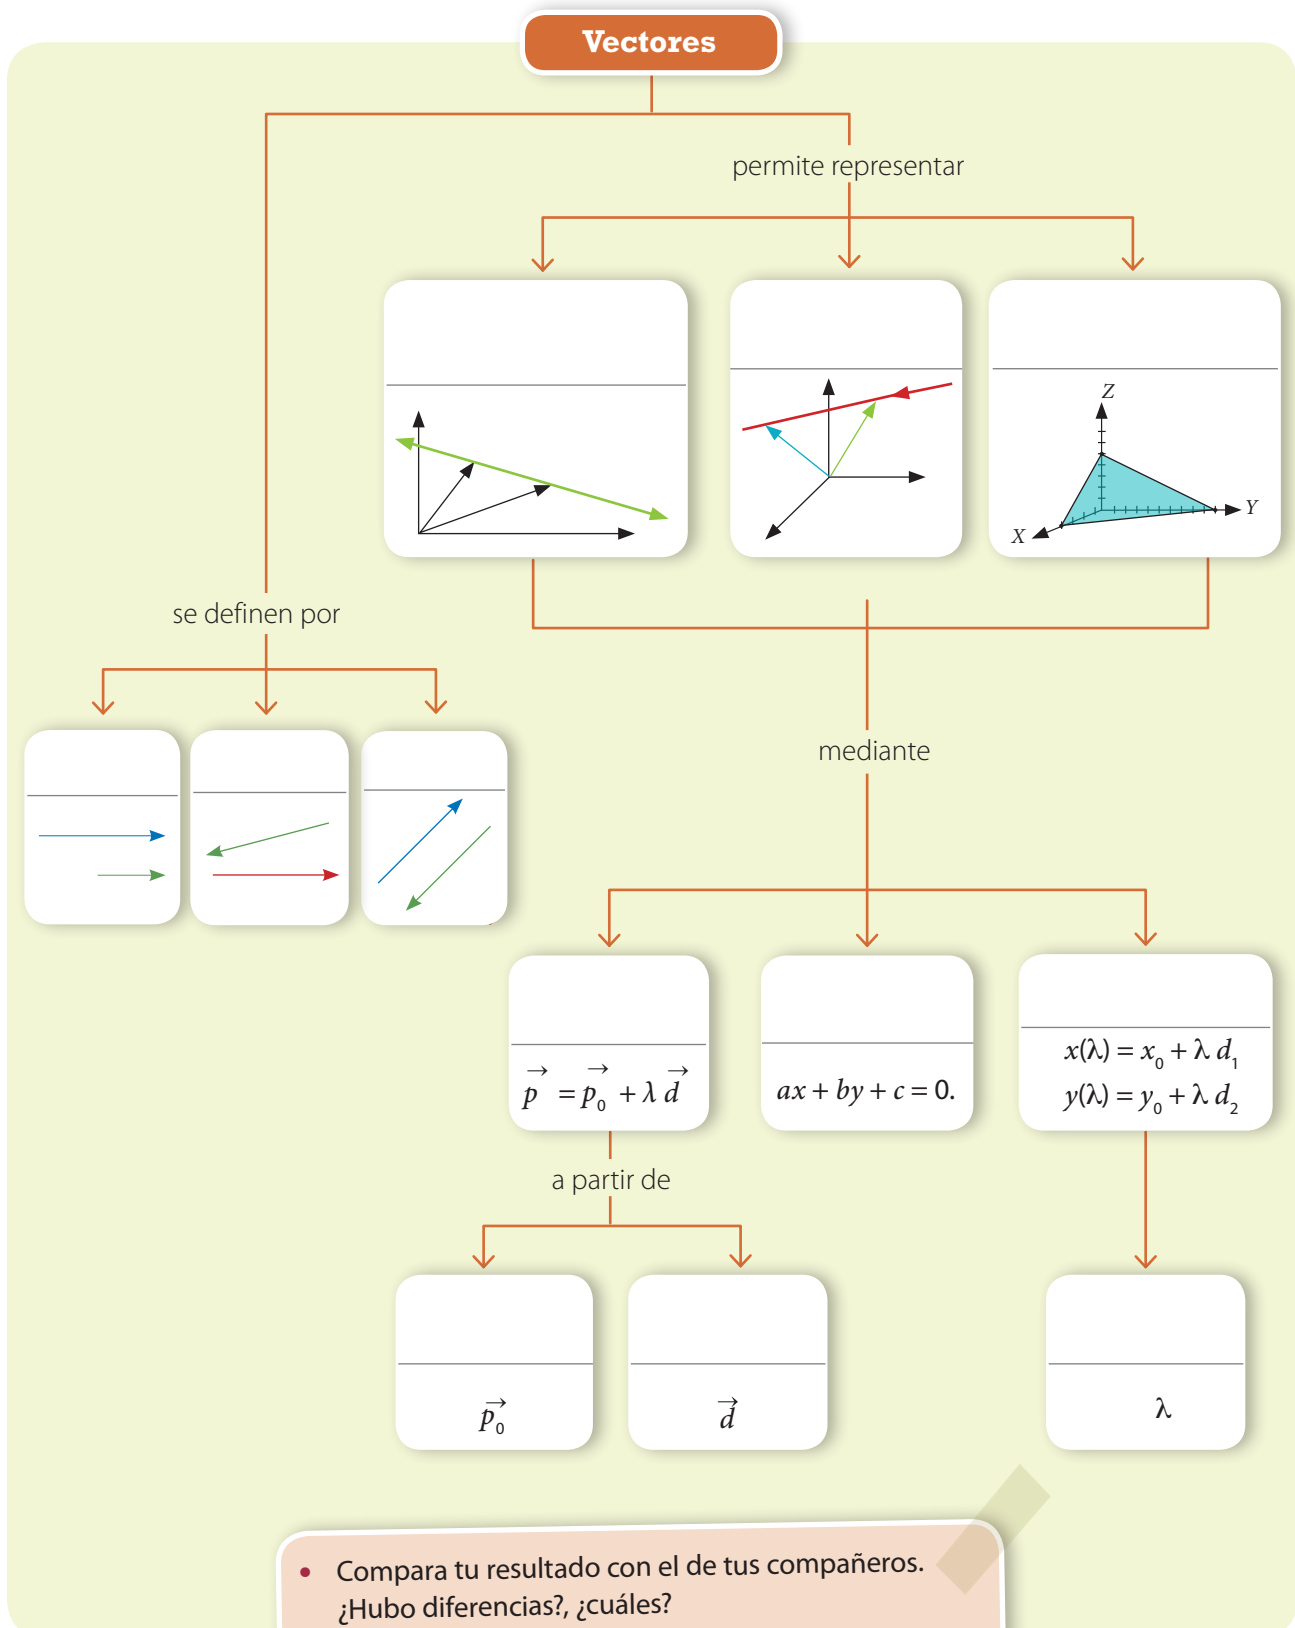 Vectores
permite representar
Z
Y
X
se definen por
mediante
p⃗ = p⃗₀ + λ d⃗
ax + by + c = 0.
x(λ) = x₀ + λ d₁
y(λ) = y₀ + λ d₂
a partir de
p⃗₀
d⃗
λ
• Compara tu resultado con el de tus compañeros.
¿Hubo diferencias?, ¿cuáles?